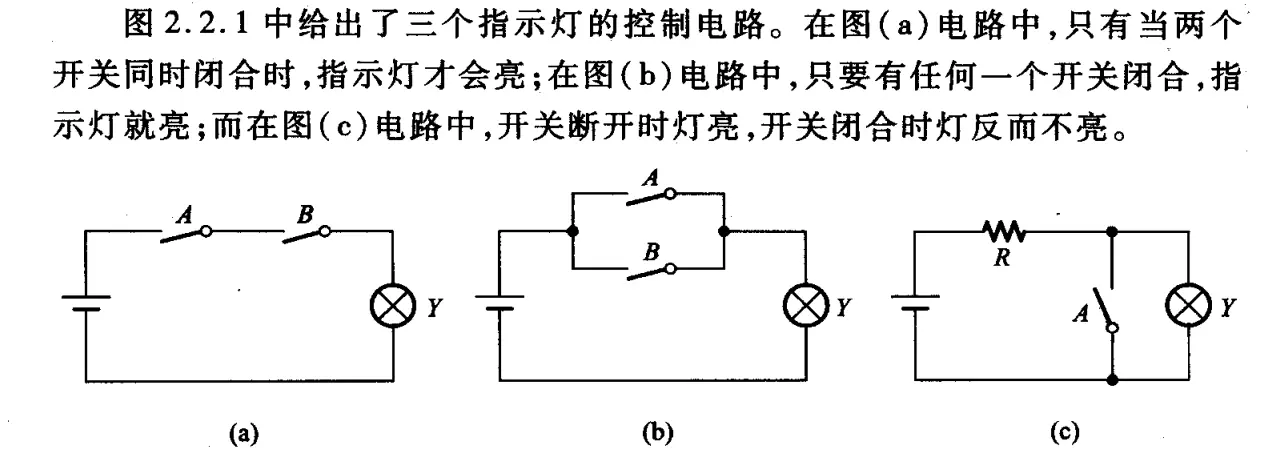 图2.2.1中给出了三个指示灯的控制电路。在图(a)电路中,只有当两个
开关同时闭合时,指示灯才会亮;在图(b)电路中,只要有任何一个开关闭合,指
示灯就亮;而在图(c)电路中,开关断开时灯亮,开关闭合时灯反而不亮。
A B Y
A B Y
R A Y
(a) (b) (c)